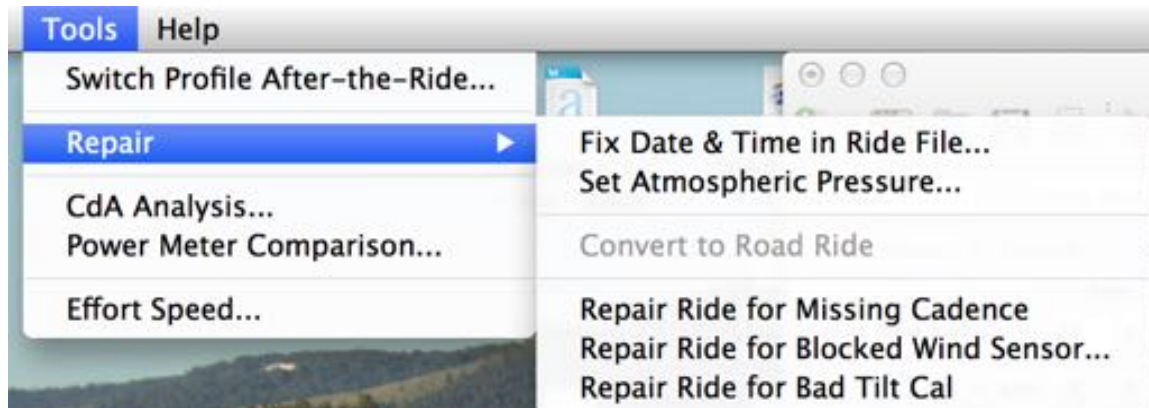 Tools Help
Switch Profile After-the-Ride...
Repair
CdA Analysis...
Power Meter Comparison...
Effort Speed...
Fix Date & Time in Ride File...
Set Atmospheric Pressure...
Convert to Road Ride
Repair Ride for Missing Cadence
Repair Ride for Blocked Wind Sensor...
Repair Ride for Bad Tilt Cal